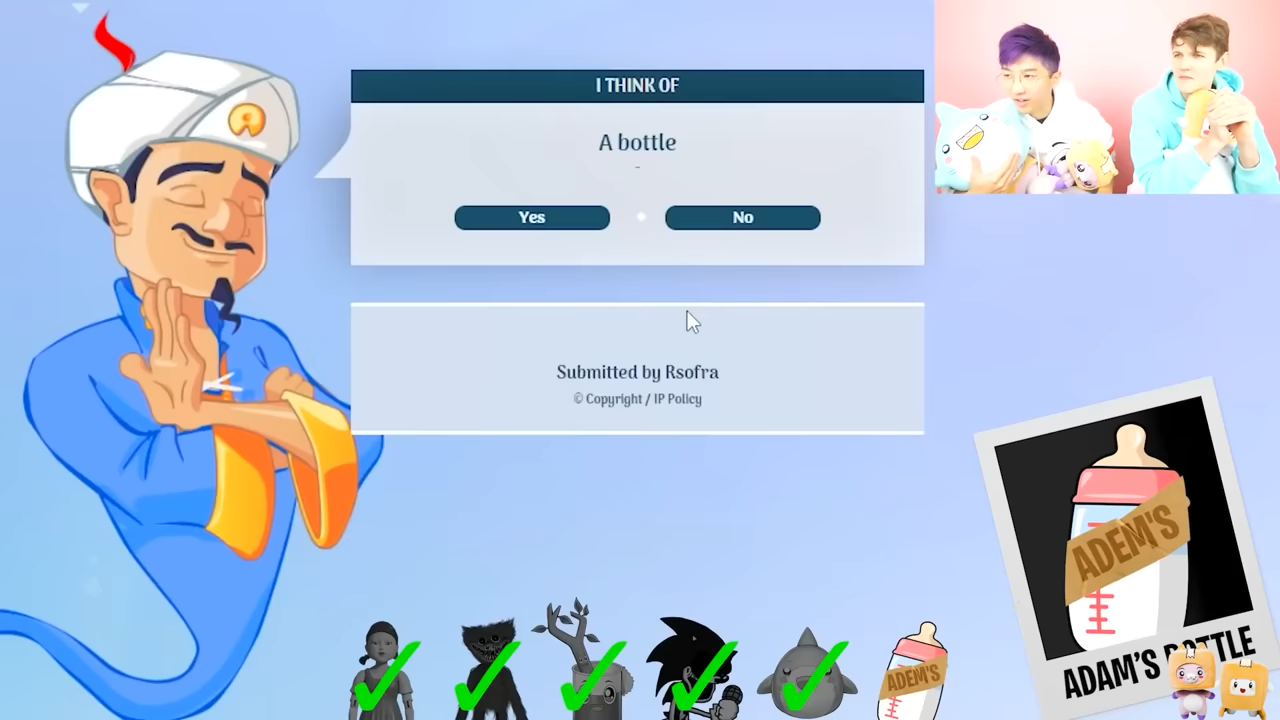 I THINK OF
A bottle
-
Yes
No
Submitted by Rsofra
© Copyright / IP Policy
ADEM'S
ADAM'S BOTTLE
ADEM'S